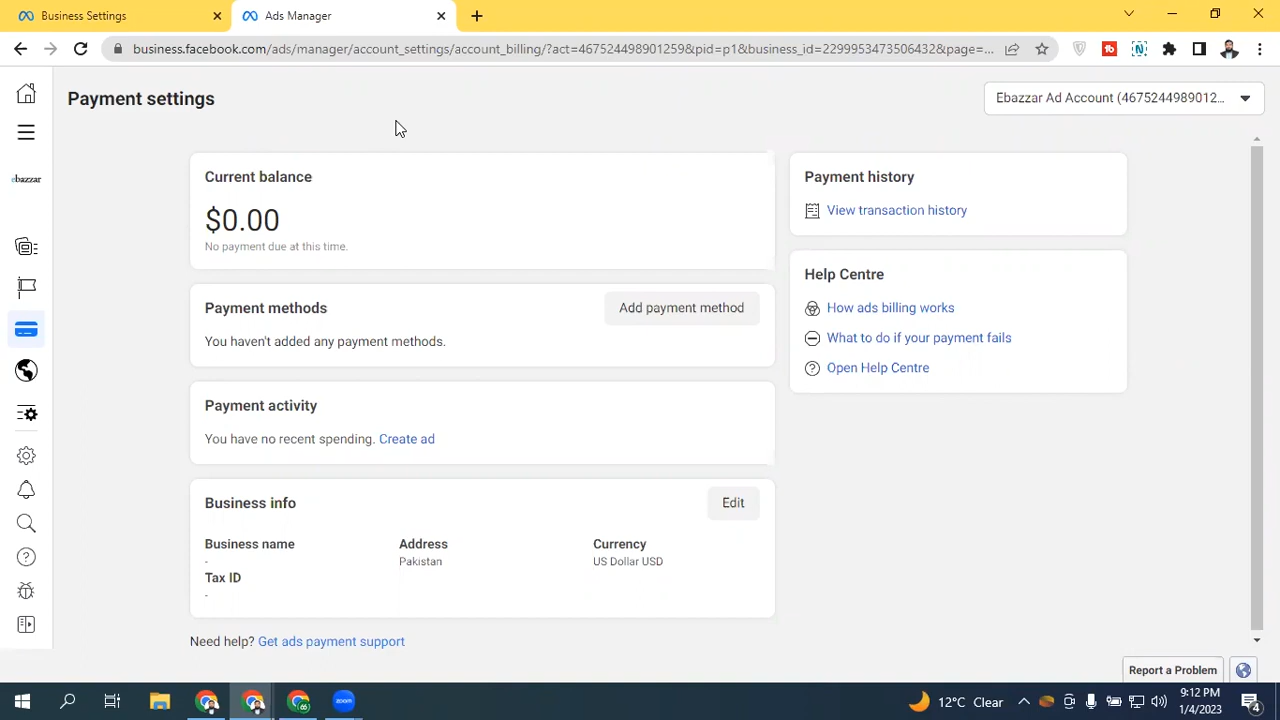 Business Settings
Ads Manager
business.facebook.com/ads/manager/account_settings/account_billing/?act=467524498901259&pid=p1&business_id=2299953473506432&page=...
Payment settings
Ebazzar Ad Account (4675244989012...
ebazzar
Current balance
$0.00
No payment due at this time.
Payment history
View transaction history
Help Centre
How ads billing works
What to do if your payment fails
Open Help Centre
Payment methods
Add payment method
You haven't added any payment methods.
Payment activity
You have no recent spending. Create ad
Business info
Edit
Business name
Address
Currency
-
Pakistan
US Dollar USD
Tax ID
-
Need help? Get ads payment support
Report a Problem
zoom
12°C Clear
9:12 PM
1/4/2023
4